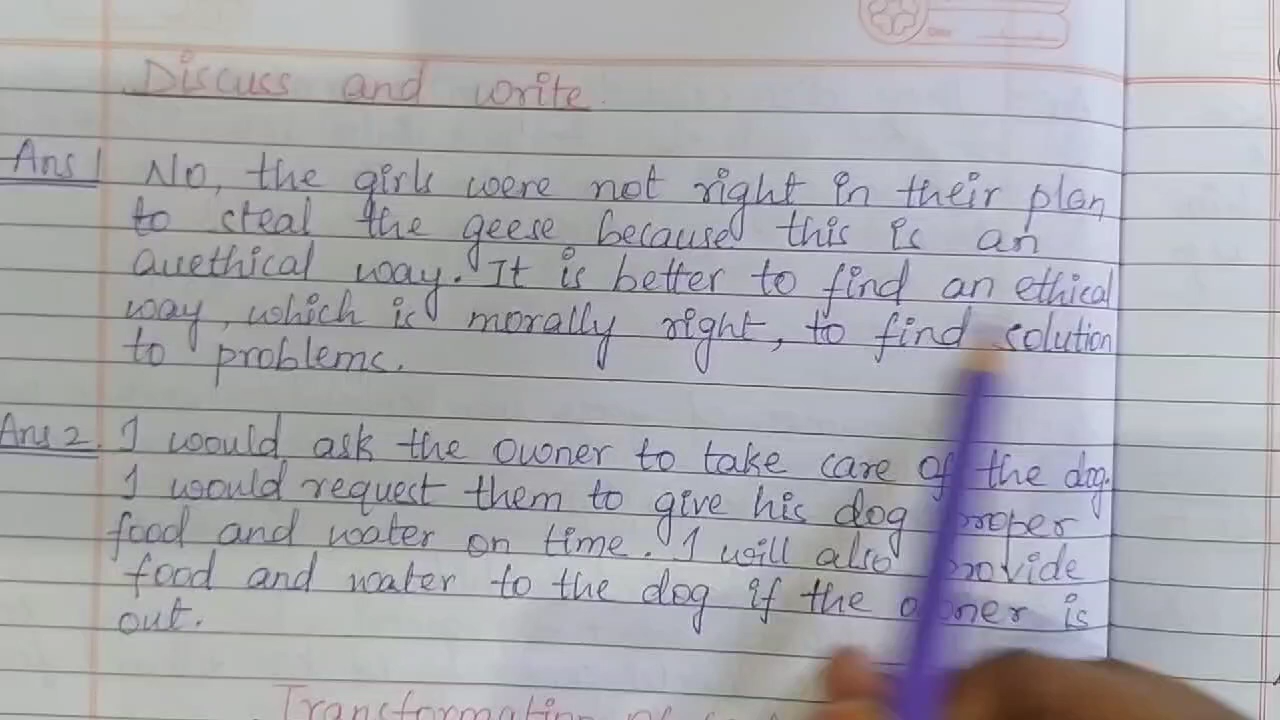 Discuss and write.
Ans 1 No, the girls were not right in their plan
to steal the geese because this is an
auethical way. It is better to find an ethical
way, which is morally right, to find solution
to problems.
Ans 2. I would ask the owner to take care of the dog.
I would request them to give his dog proper
food and water on time. I will also provide
food and water to the dog if the owner is
out.
Transformation of